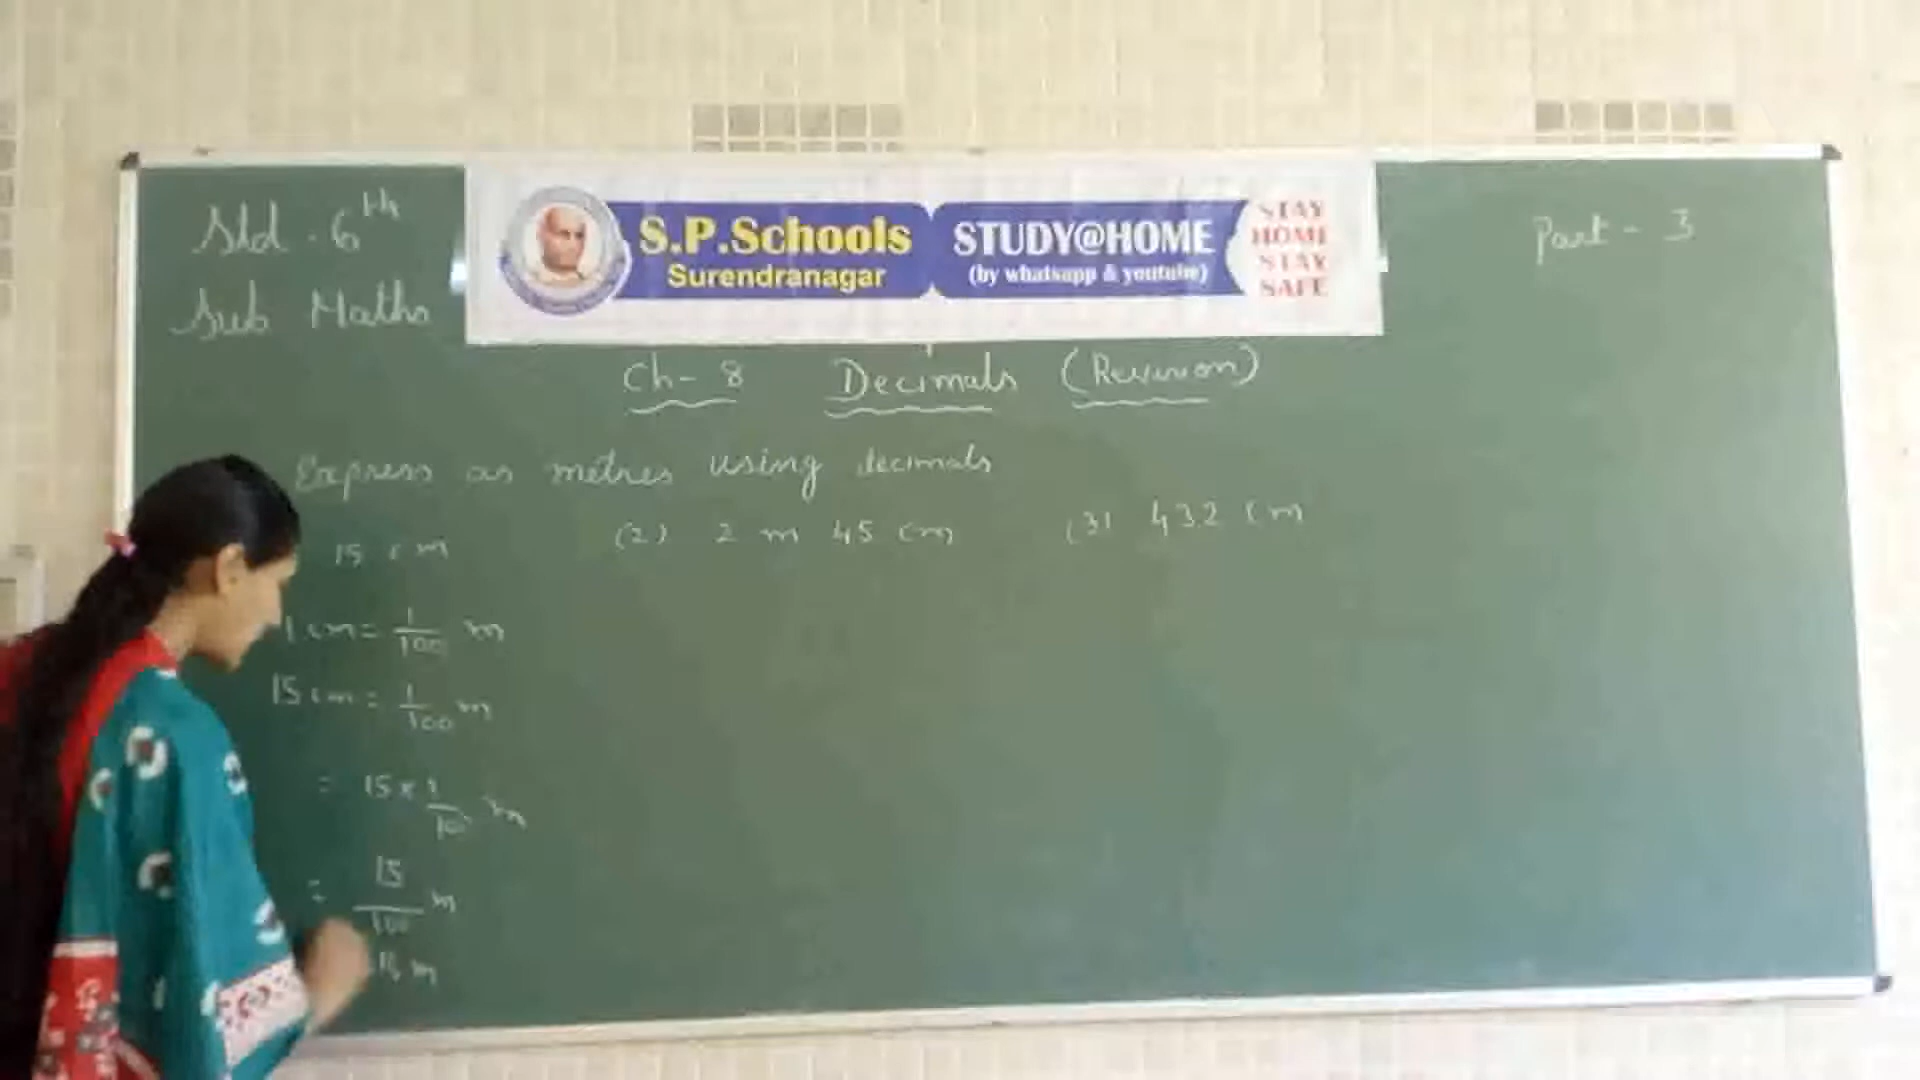 Std. 6th
Sub Maths
S.P.Schools
Surendranagar
STUDY@HOME
(by whatsapp & youtube)
STAY
HOME
STAY
SAFE
Part - 3
Ch- 8 Decimals (Revision)
Express as metres using decimals
15 cm
(2) 2 m 45 cm
(3) 432 cm
1 cm = 1/100 m
15 cm = 1/100 m
= 15 × 1/100 m
= 15/100 m
m